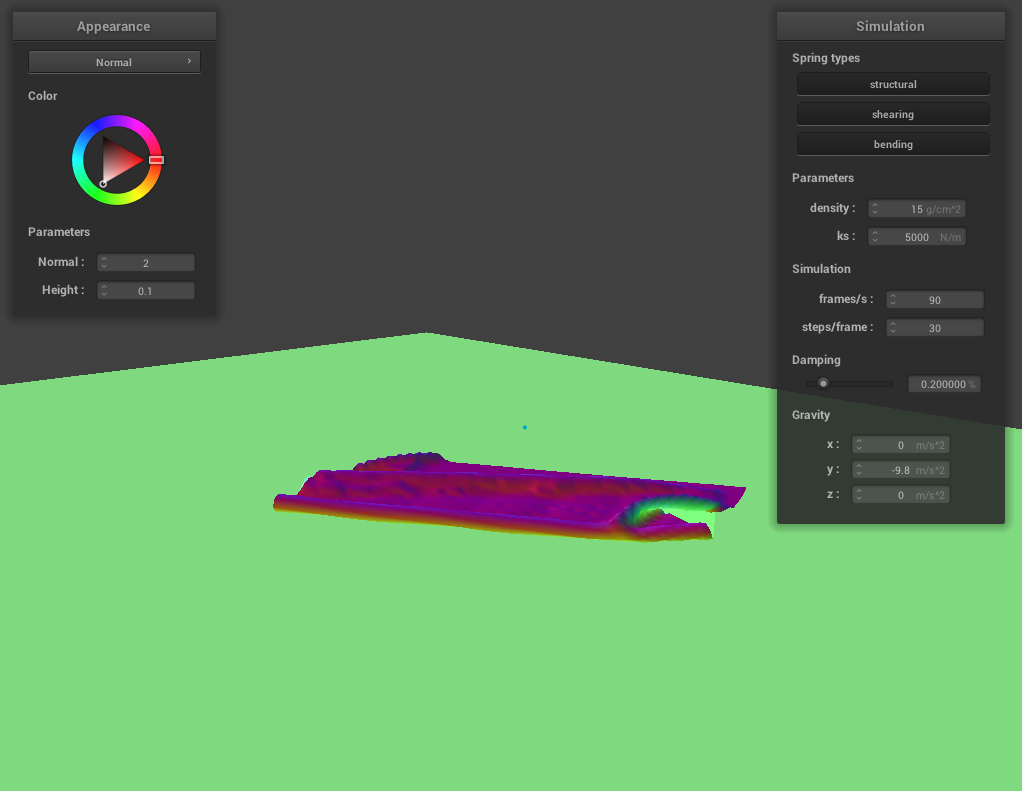 Appearance
Normal
Color
Parameters
Normal : 2
Height : 0.1
Simulation
Spring types
structural
shearing
bending
Parameters
density : 15 g/cm^2
ks : 5000 N/m
Simulation
frames/s : 90
steps/frame : 30
Damping
0.200000 %
Gravity
x : 0 m/s^2
y : -9.8 m/s^2
z : 0 m/s^2